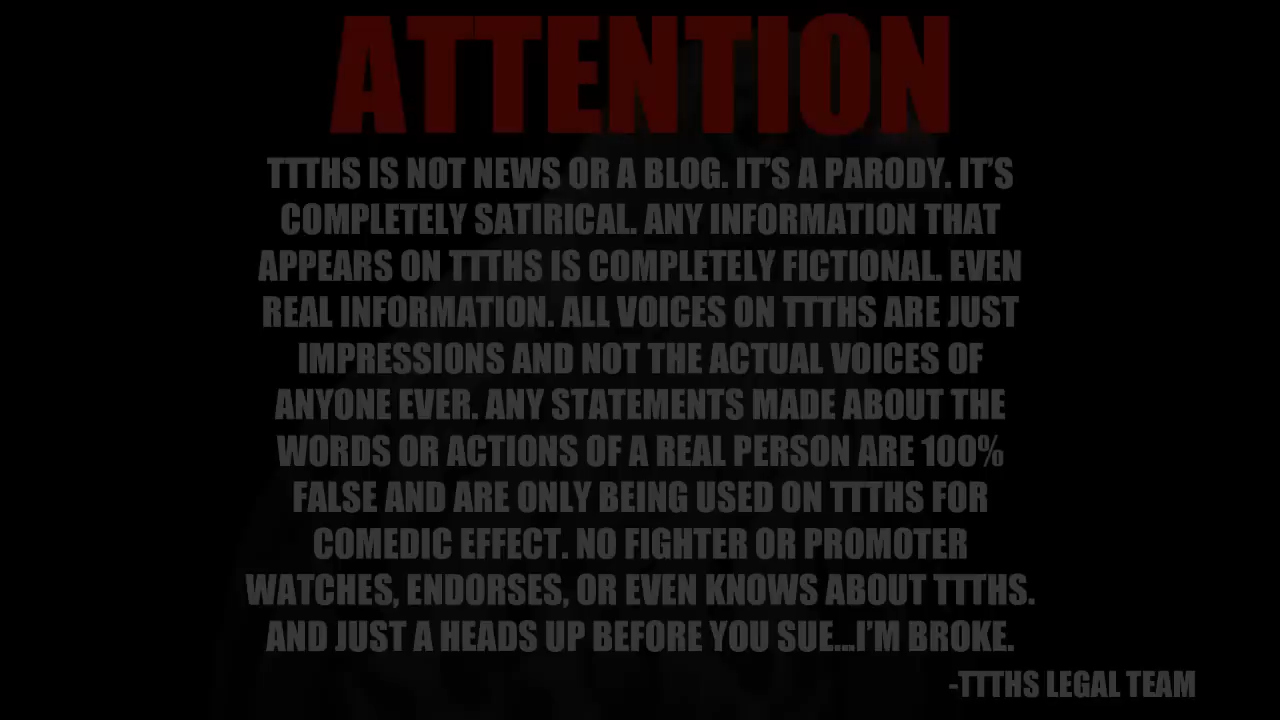 ATTENTION
TTTHS IS NOT NEWS OR A BLOG. IT'S A PARODY. IT'S
COMPLETELY SATIRICAL. ANY INFORMATION THAT
APPEARS ON TTTHS IS COMPLETELY FICTIONAL. EVEN
REAL INFORMATION. ALL VOICES ON TTTHS ARE JUST
IMPRESSIONS AND NOT THE ACTUAL VOICES OF
ANYONE EVER. ANY STATEMENTS MADE ABOUT THE
WORDS OR ACTIONS OF A REAL PERSON ARE 100%
FALSE AND ARE ONLY BEING USED ON TTTHS FOR
COMEDIC EFFECT. NO FIGHTER OR PROMOTER
WATCHES, ENDORSES, OR EVEN KNOWS ABOUT TTTHS.
AND JUST A HEADS UP BEFORE YOU SUE...I'M BROKE.
-TTTHS LEGAL TEAM